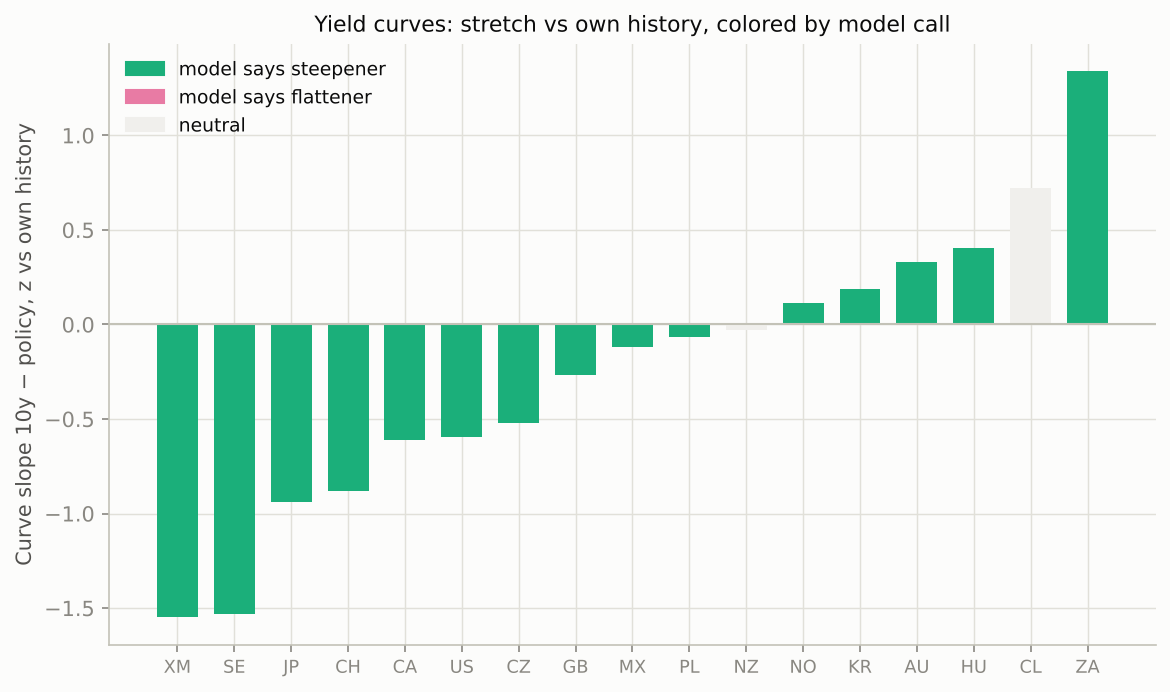 Yield curves: stretch vs own history, colored by model call
model says steepener
model says flattener
neutral
Curve slope 10y − policy, z vs own history
1.0
0.5
0.0
−0.5
−1.0
−1.5
XM SE JP CH CA US CZ GB MX PL NZ NO KR AU HU CL ZA